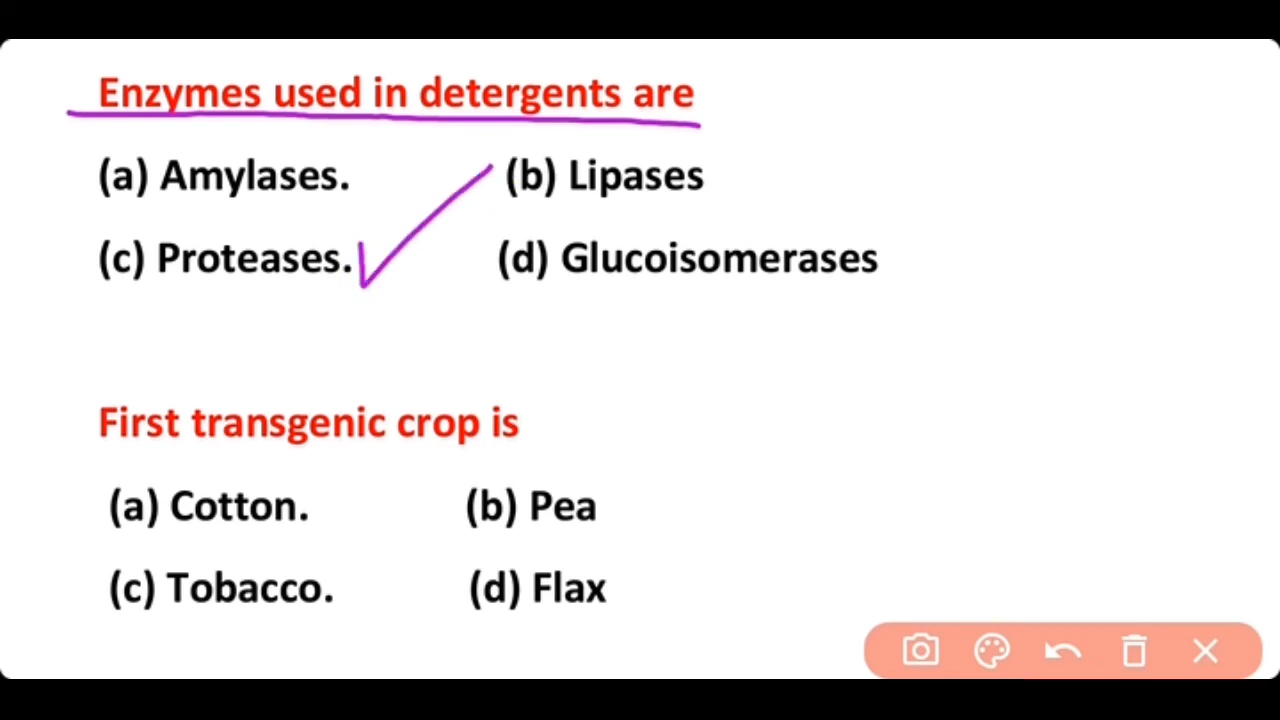 Enzymes used in detergents are
(a) Amylases. (b) Lipases
(c) Proteases. (d) Glucoisomerases
First transgenic crop is
(a) Cotton. (b) Pea
(c) Tobacco. (d) Flax